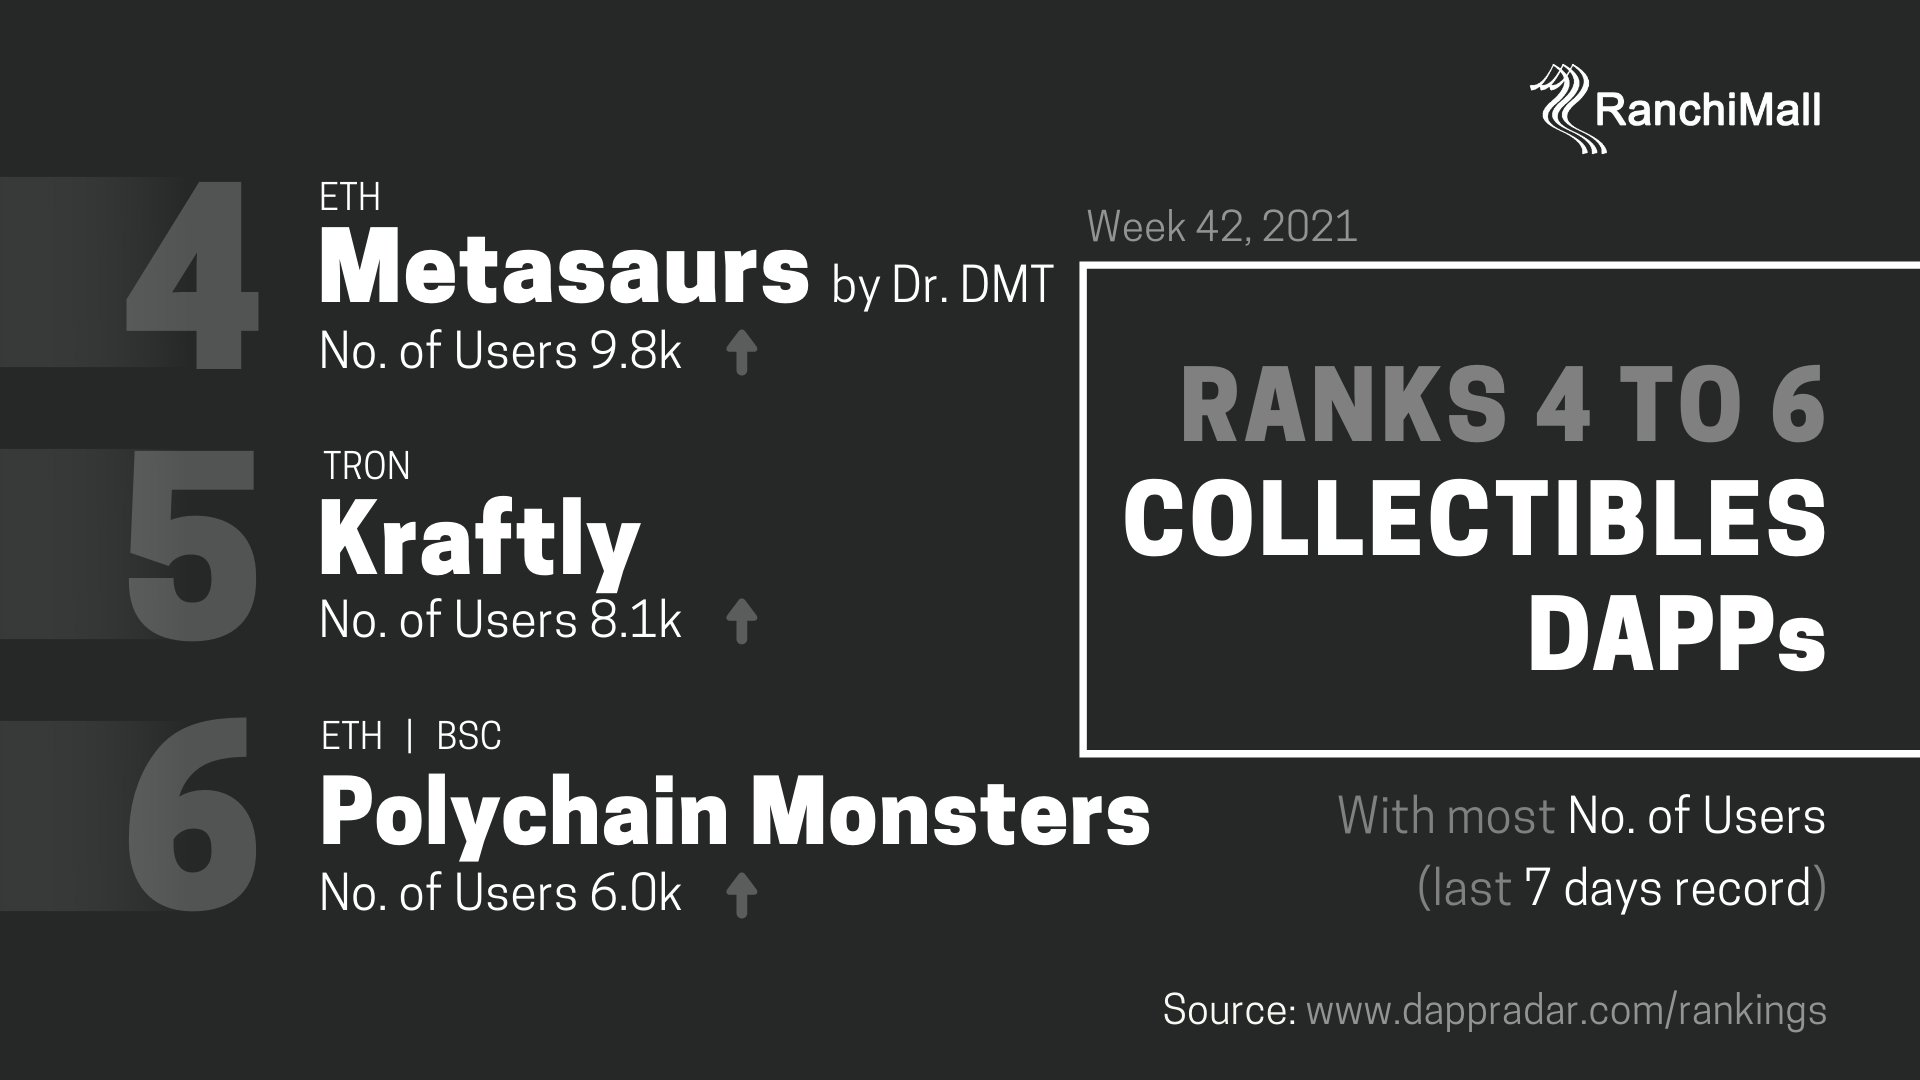 RanchiMall
4
ETH
Metasaurs by Dr. DMT
No. of Users 9.8k
5
TRON
Kraftly
No. of Users 8.1k
6
ETH | BSC
Polychain Monsters
No. of Users 6.0k
Week 42, 2021
RANKS 4 TO 6
COLLECTIBLES
DAPPs
With most No. of Users
(last 7 days record)
Source: www.dappradar.com/rankings